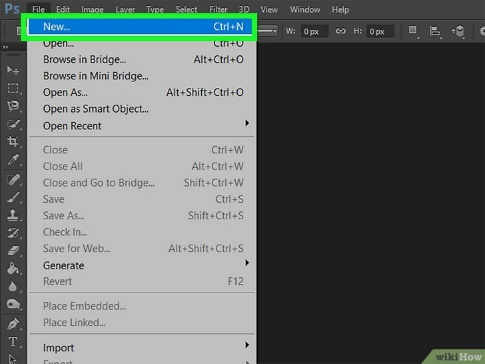 Ps File Edit Image Layer Type Select Filter 3D View Window Help
W: 0 px H: 0 px
New... Ctrl+N
Open... Ctrl+O
Browse in Bridge... Alt+Ctrl+O
Browse in Mini Bridge...
Open As... Alt+Shift+Ctrl+O
Open as Smart Object...
Open Recent
Close Ctrl+W
Close All Alt+Ctrl+W
Close and Go to Bridge... Shift+Ctrl+W
Save Ctrl+S
Save As... Shift+Ctrl+S
Check In...
Save for Web... Alt+Shift+Ctrl+S
Generate
Revert F12
Place Embedded...
Place Linked...
Import
Export
wikiHow